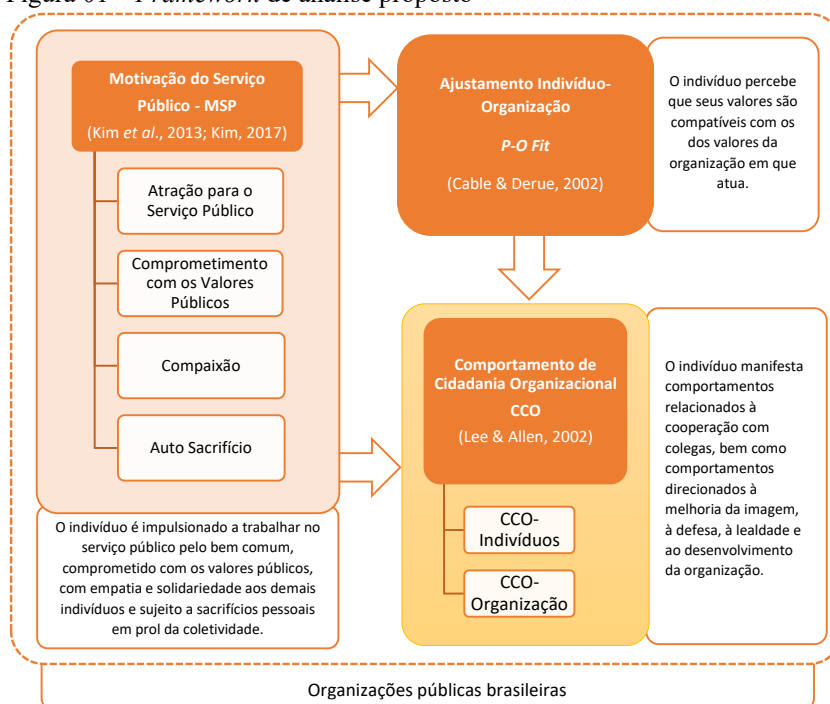 Figura 01 – Framework de análise proposto
Motivação do Serviço
Público - MSP
(Kim et al., 2013; Kim, 2017)
Atração para o
Serviço Público
Comprometimento
com os Valores
Públicos
Compaixão
Auto Sacrifício
O indivíduo é impulsionado a trabalhar no
serviço público pelo bem comum,
comprometido com os valores públicos,
com empatia e solidariedade aos demais
indivíduos e sujeito a sacrifícios pessoais
em prol da coletividade.
Ajustamento Indivíduo-
Organização
P-O Fit
(Cable & Derue, 2002)
O indivíduo percebe
que seus valores são
compatíveis com os
dos valores da
organização em que
atua.
Comportamento de
Cidadania Organizacional
CCO
(Lee & Allen, 2002)
CCO-
Indivíduos
CCO-
Organização
O indivíduo manifesta
comportamentos
relacionados à
cooperação com
colegas, bem como
comportamentos
direcionados à
melhoria da imagem,
à defesa, à lealdade e
ao desenvolvimento
da organização.
Organizações públicas brasileiras